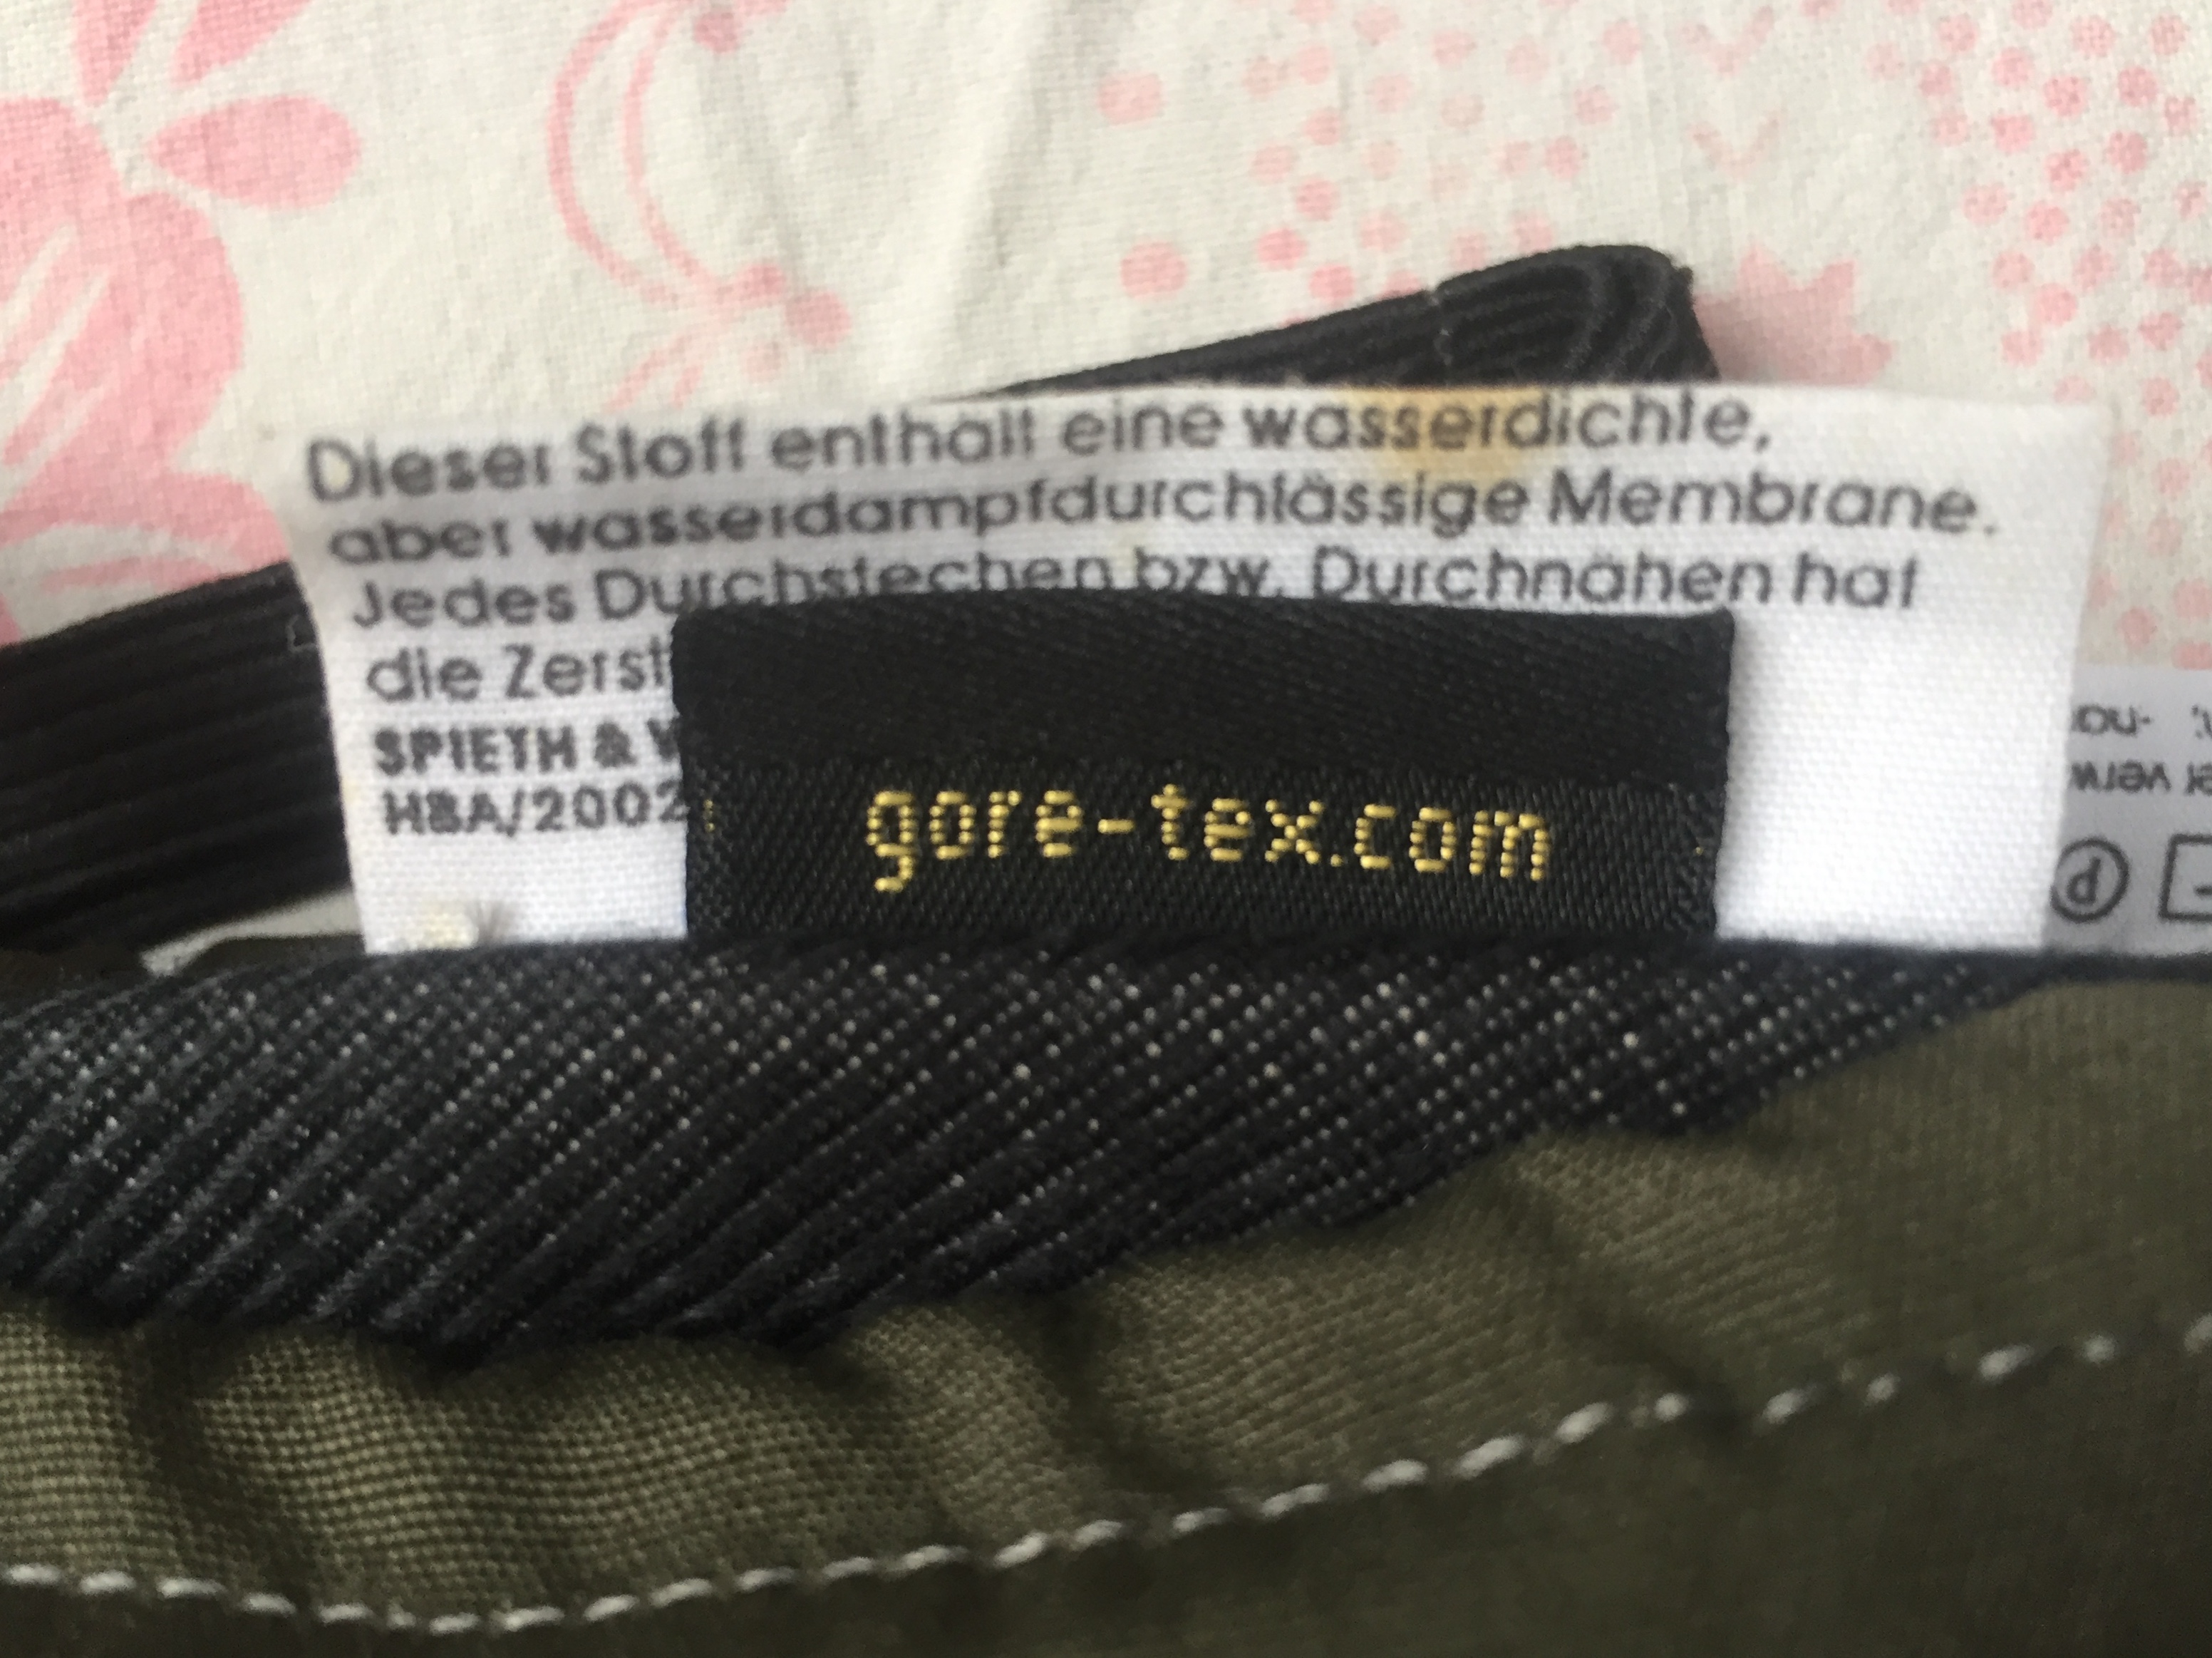 Dieser Stoff enthält eine wasserdichte,
aber wasserdampfdurchlässige Membrane.
Jedes Durchstechen bzw. Durchnähen hat
die Zerst
SPIETH & W
HBA/2002
gore-tex.com